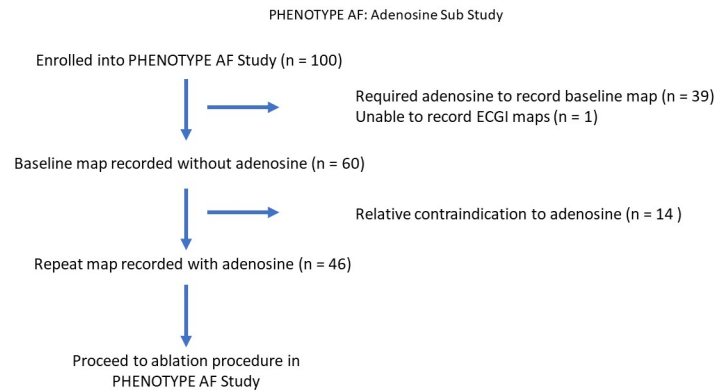 PHENOTYPE AF: Adenosine Sub Study
Enrolled into PHENOTYPE AF Study (n = 100)
Required adenosine to record baseline map (n = 39)
Unable to record ECGI maps (n = 1)
Baseline map recorded without adenosine (n = 60)
Relative contraindication to adenosine (n = 14 )
Repeat map recorded with adenosine (n = 46)
Proceed to ablation procedure in
PHENOTYPE AF Study